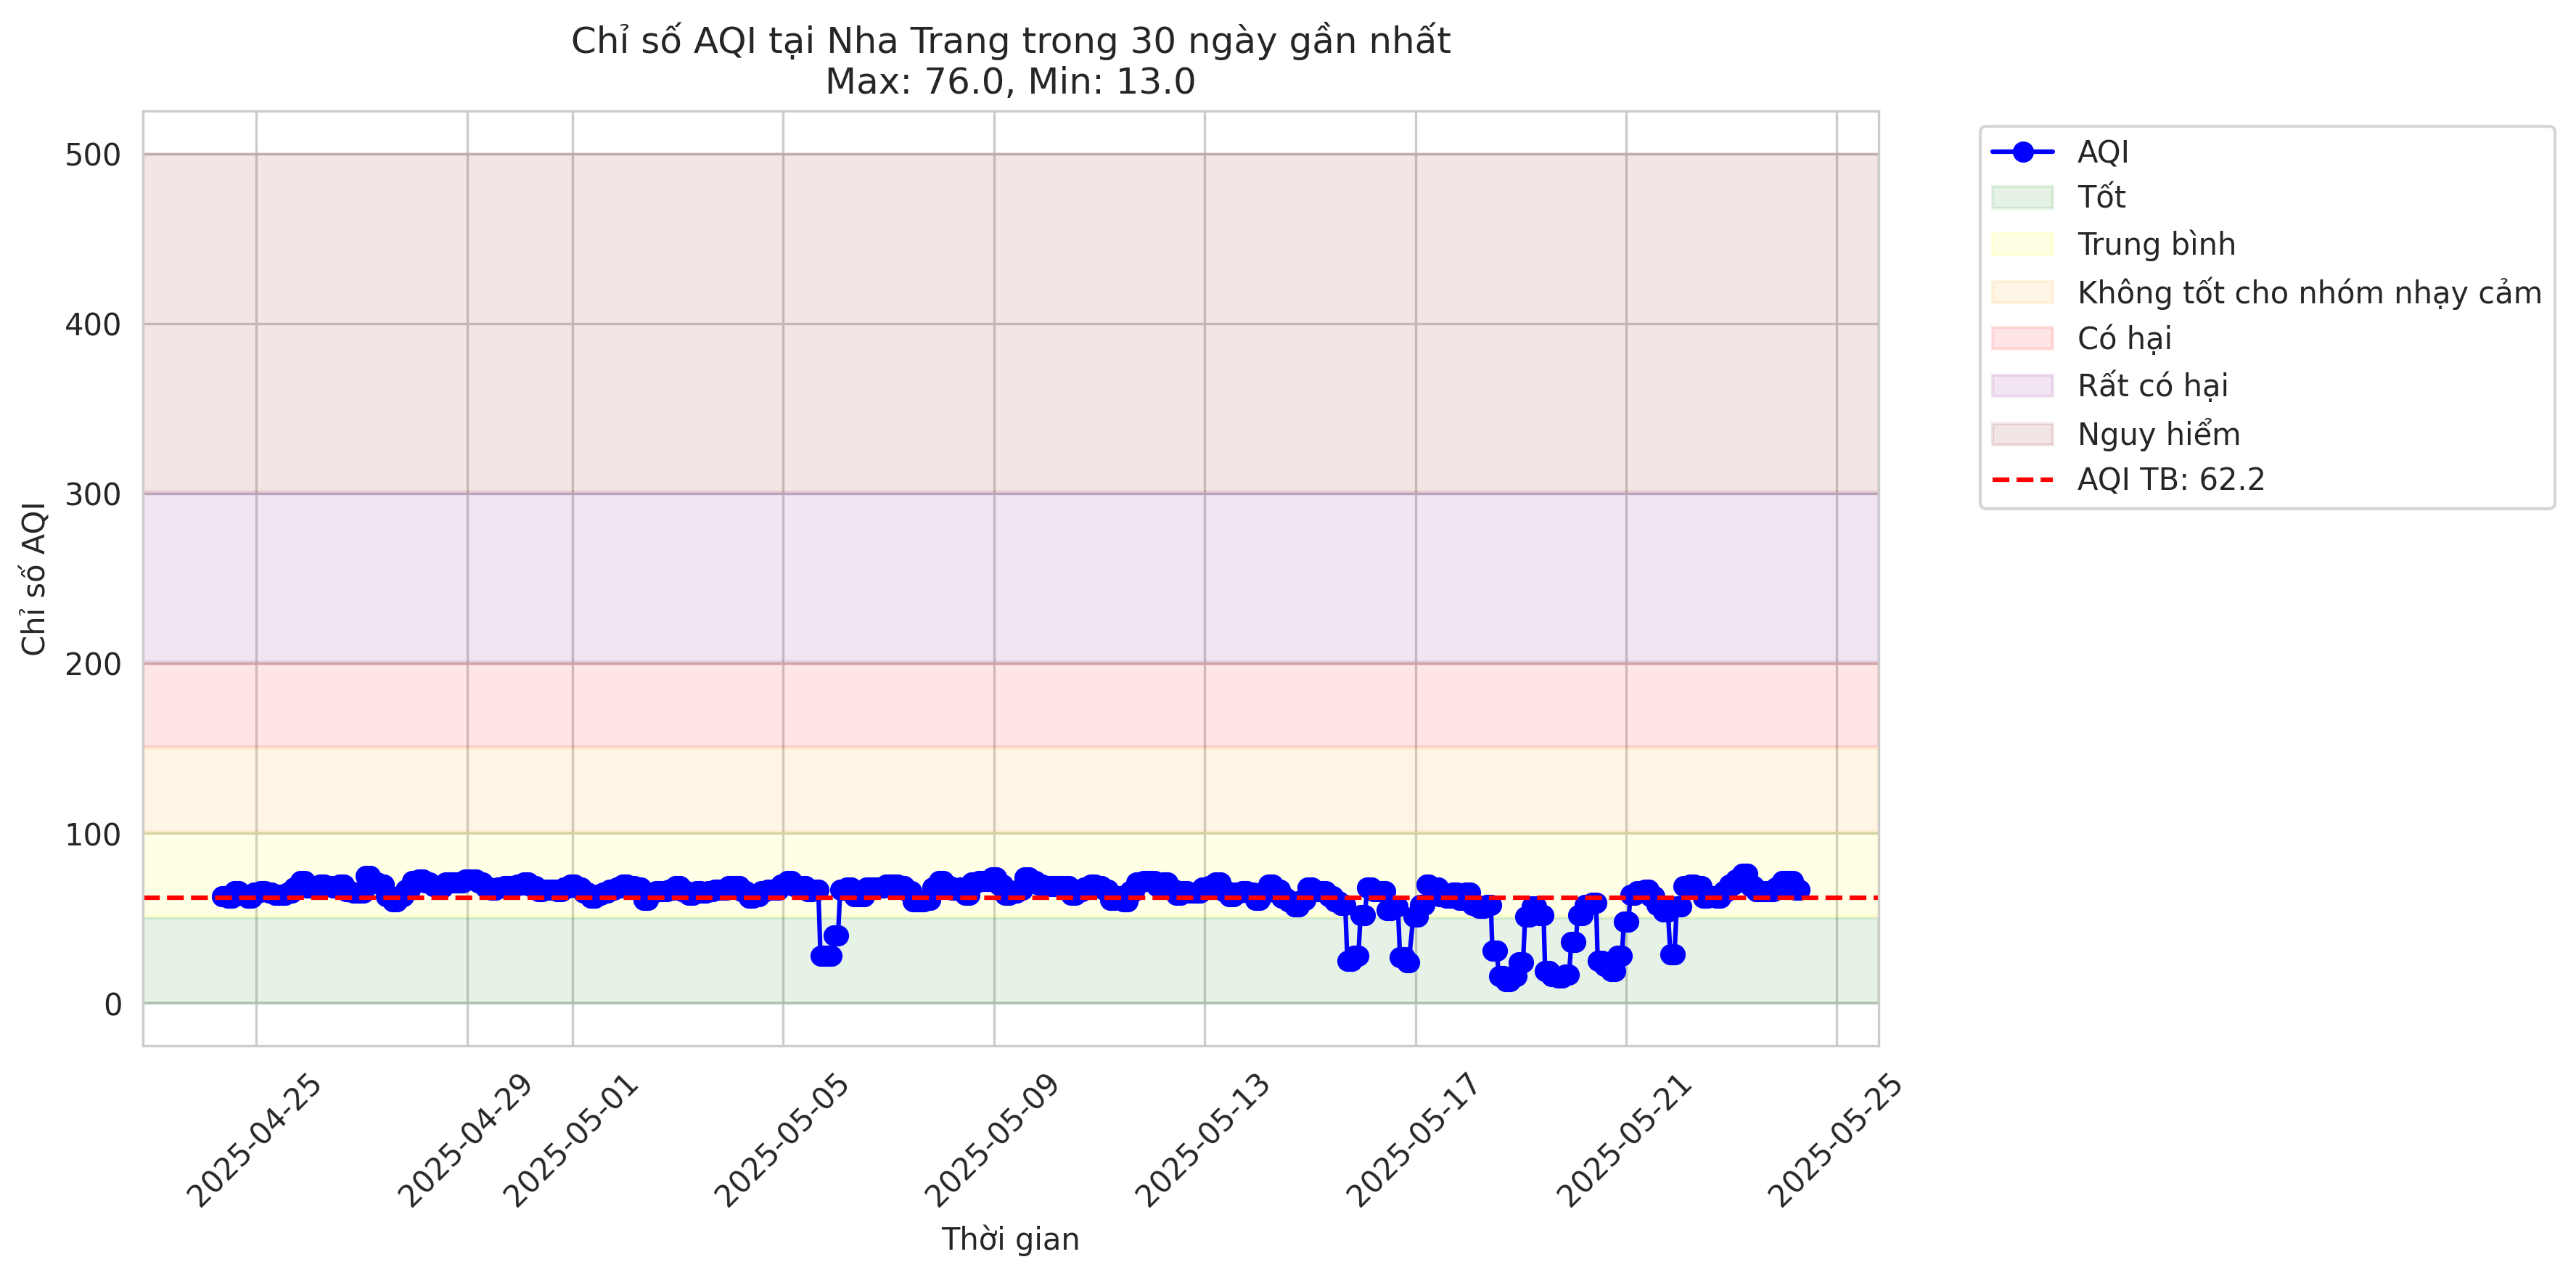 Chỉ số AQI tại Nha Trang trong 30 ngày gần nhất
Max: 76.0, Min: 13.0
Chỉ số AQI
500
400
300
200
100
0
2025-04-25
2025-04-29
2025-05-01
2025-05-05
2025-05-09
2025-05-13
2025-05-17
2025-05-21
2025-05-25
Thời gian
AQI
Tốt
Trung bình
Không tốt cho nhóm nhạy cảm
Có hại
Rất có hại
Nguy hiểm
AQI TB: 62.2